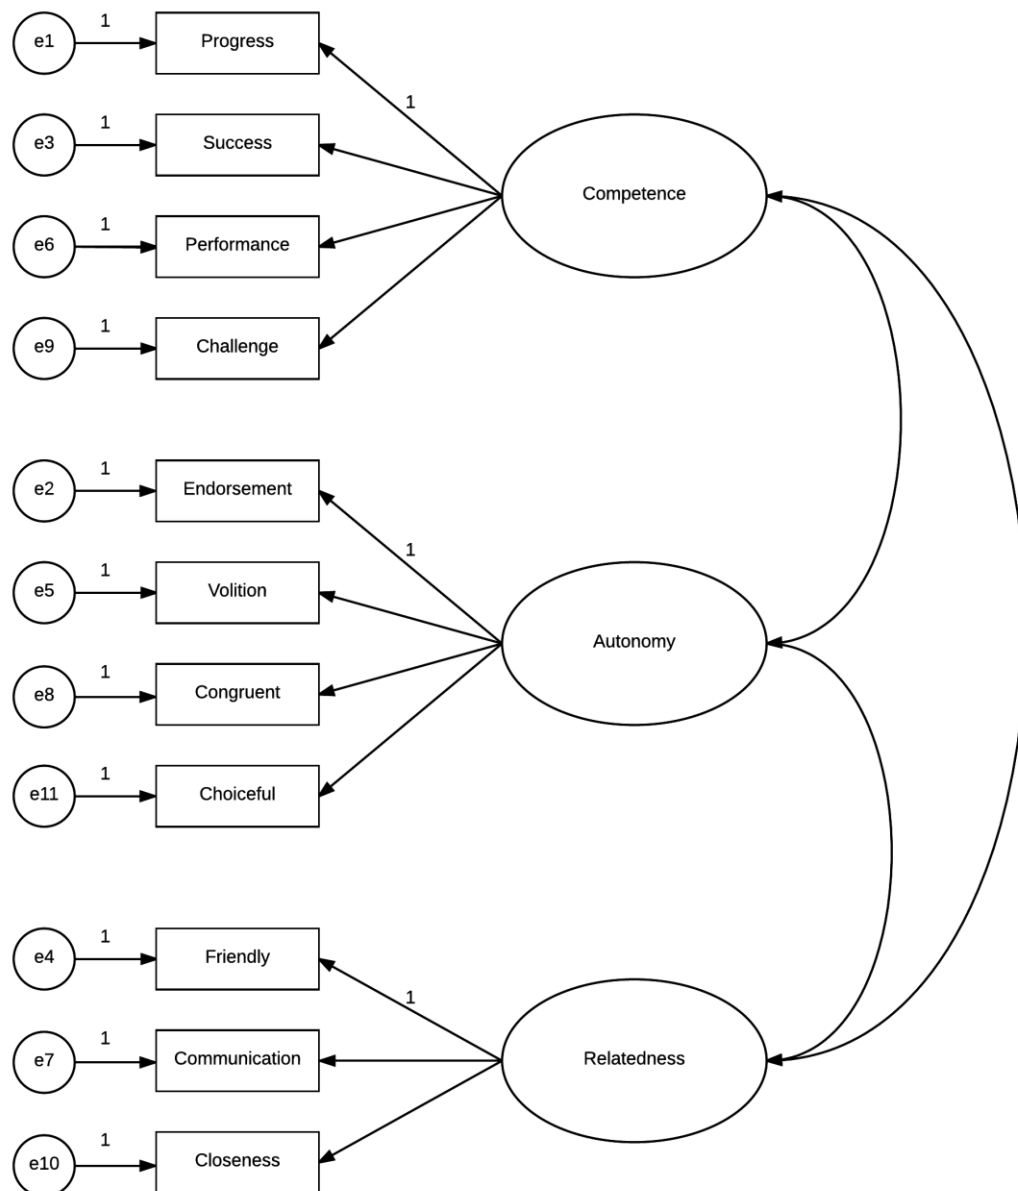 e1
1
Progress
1
e3
1
Success
Competence
e6
1
Performance
e9
1
Challenge
e2
1
Endorsement
1
e5
1
Volition
Autonomy
e8
1
Congruent
e11
1
Choiceful
e4
1
Friendly
1
e7
1
Communication
Relatedness
e10
1
Closeness